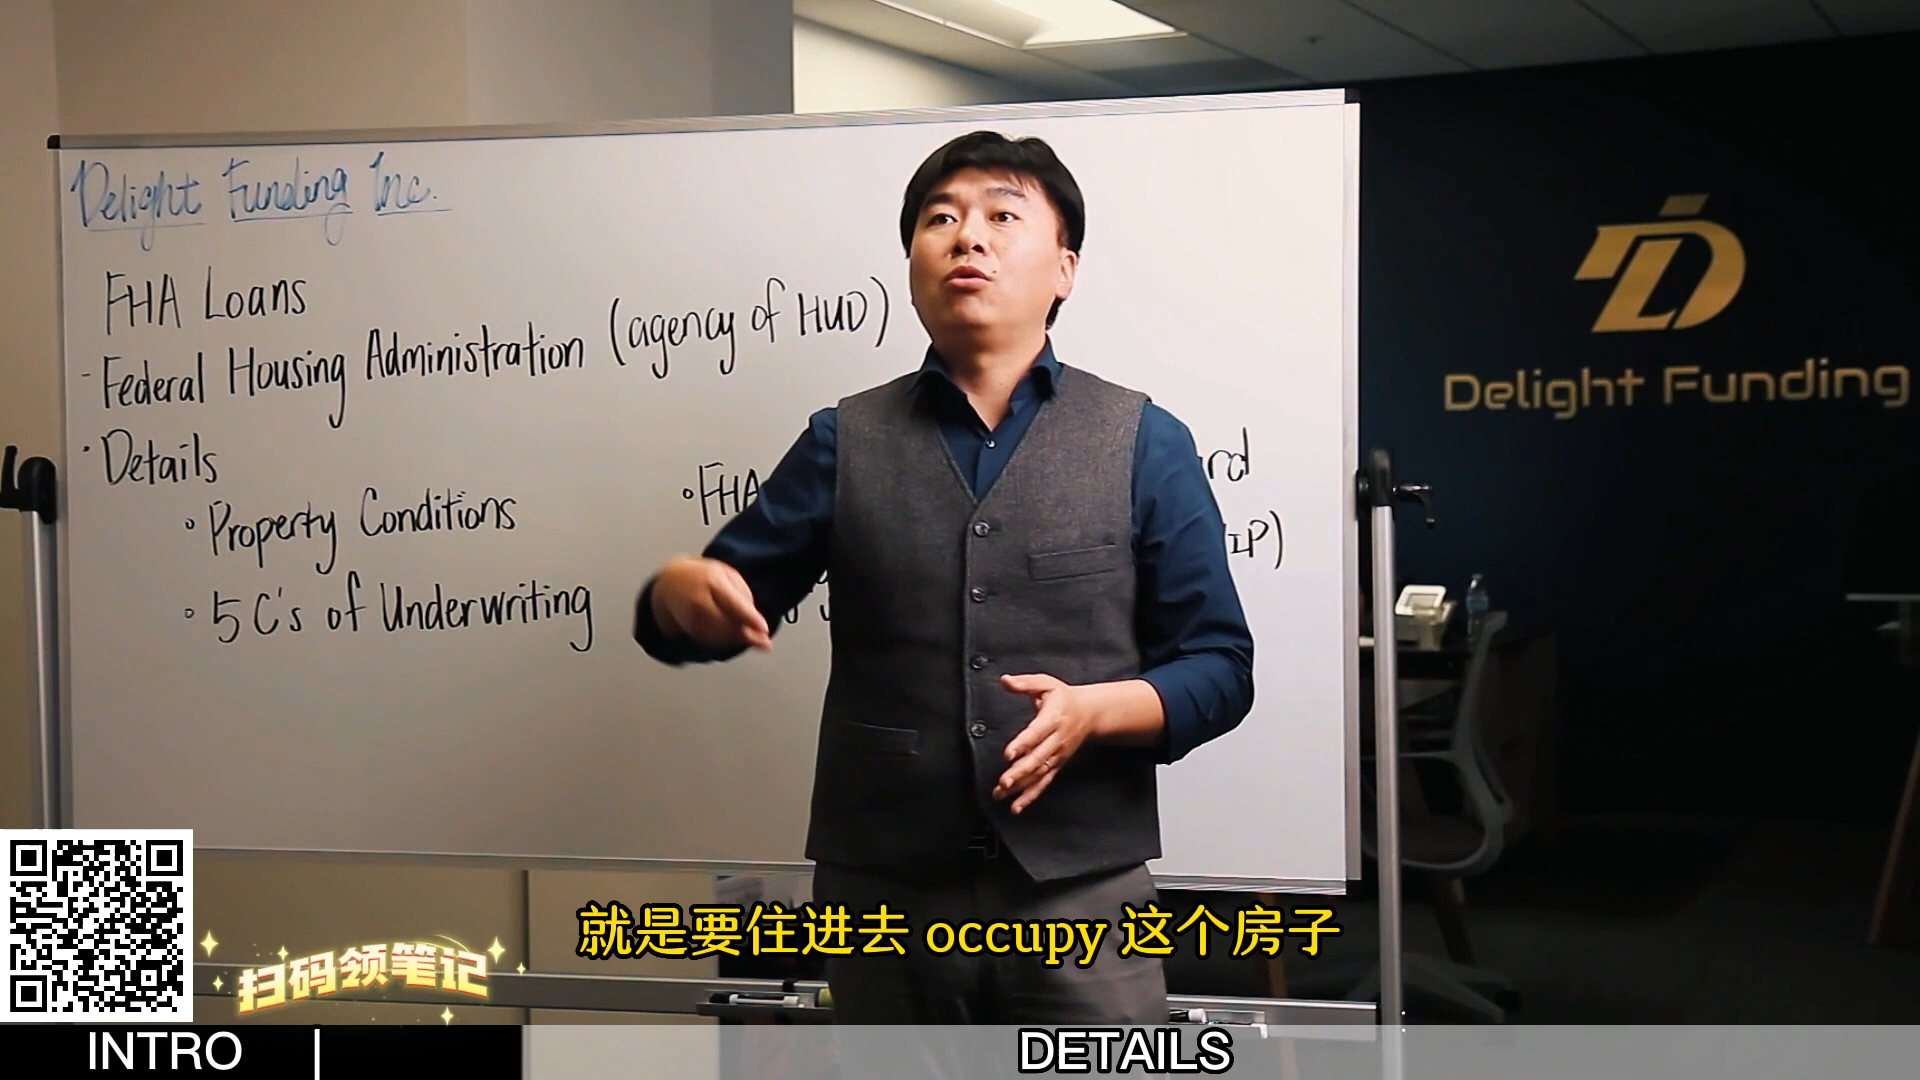 Delight Funding Inc.
FHA Loans
- Federal Housing Administration (agency of HUD)
· Details
° Property Conditions
° 5 C's of Underwriting
° FHA
Delight Funding
就是要住进去 occupy 这个房子
扫码领笔记
INTRO | DETAILS